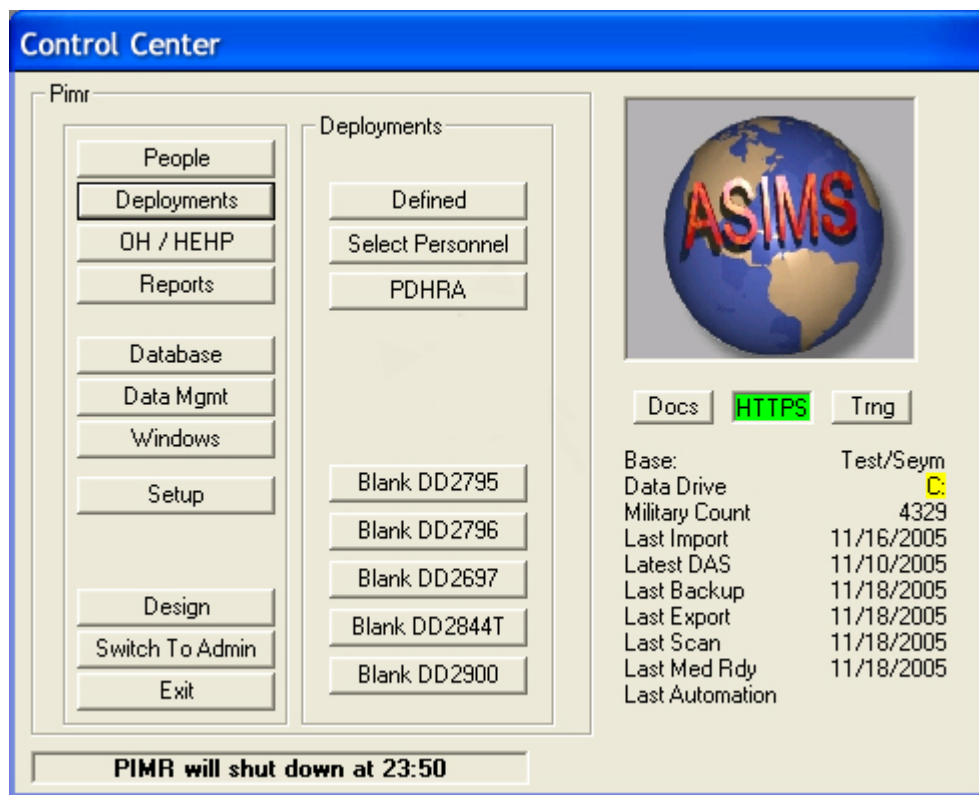 Control Center
Pimr
People
Deployments
OH / HEHP
Reports
Database
Data Mgmt
Windows
Setup
Design
Switch To Admin
Exit
Deployments
Defined
Select Personnel
PDHRA
Blank DD2795
Blank DD2796
Blank DD2697
Blank DD2844T
Blank DD2900
ASIMS
Docs HTTPS Trng
Base: Test/Seym
Data Drive C:
Military Count 4329
Last Import 11/16/2005
Latest DAS 11/10/2005
Last Backup 11/18/2005
Last Export 11/18/2005
Last Scan 11/18/2005
Last Med Rdy 11/18/2005
Last Automation
PIMR will shut down at 23:50